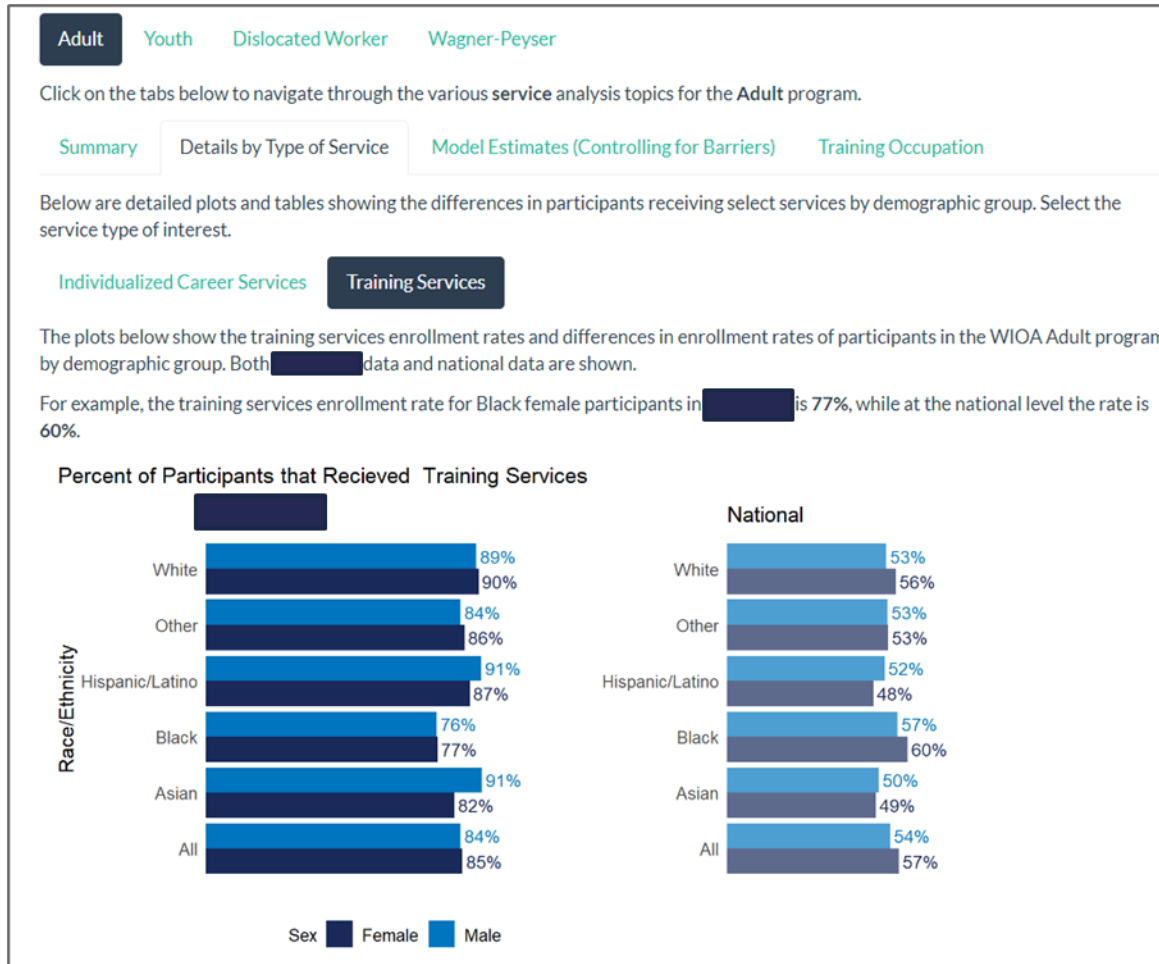 Adult Youth Dislocated Worker Wagner-Peyser
Click on the tabs below to navigate through the various service analysis topics for the Adult program.
Summary Details by Type of Service Model Estimates (Controlling for Barriers) Training Occupation
Below are detailed plots and tables showing the differences in participants receiving select services by demographic group. Select the
service type of interest.
Individualized Career Services Training Services
The plots below show the training services enrollment rates and differences in enrollment rates of participants in the WIOA Adult program
by demographic group. Both data and national data are shown.
For example, the training services enrollment rate for Black female participants in is 77%, while at the national level the rate is
60%.
Percent of Participants that Recieved Training Services
Race/Ethnicity
White
89%
90%
Other
84%
86%
Hispanic/Latino
91%
87%
Black
76%
77%
Asian
91%
82%
All
84%
85%
National
White
53%
56%
Other
53%
53%
Hispanic/Latino
52%
48%
Black
57%
60%
Asian
50%
49%
All
54%
57%
Sex Female Male